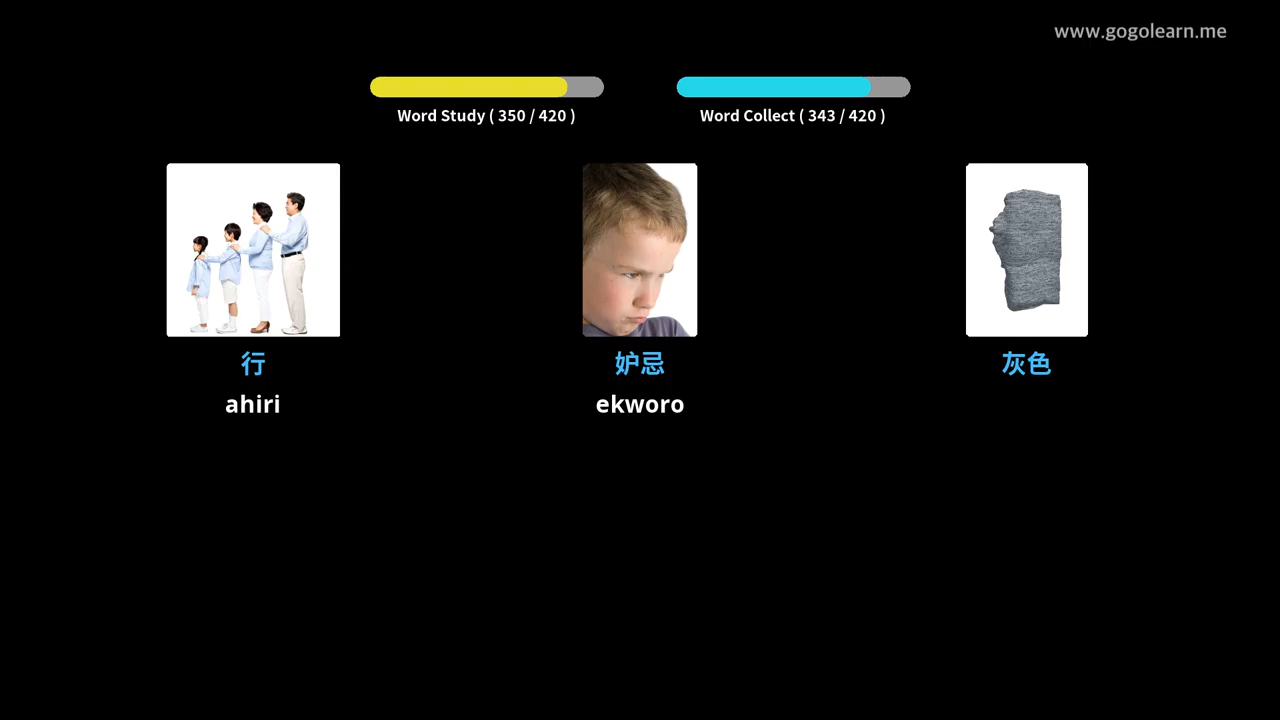 www.gogolearn.me
Word Study ( 350 / 420 )
Word Collect ( 343 / 420 )
行
妒忌
灰色
ahiri
ekworo